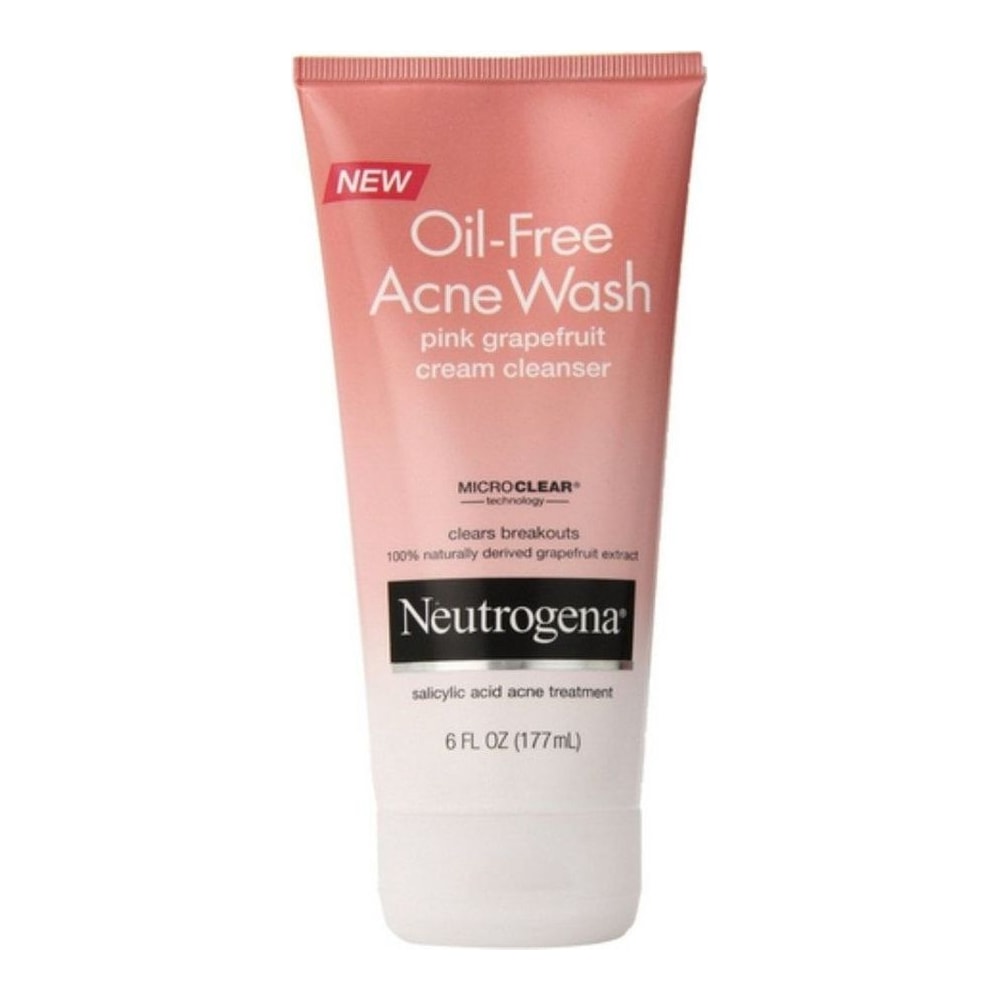 NEW
Oil-Free
Acne Wash
pink grapefruit
cream cleanser
MICROCLEAR®
technology
clears breakouts
100% naturally derived grapefruit extract
Neutrogena®
salicylic acid acne treatment
6 FL OZ (177mL)